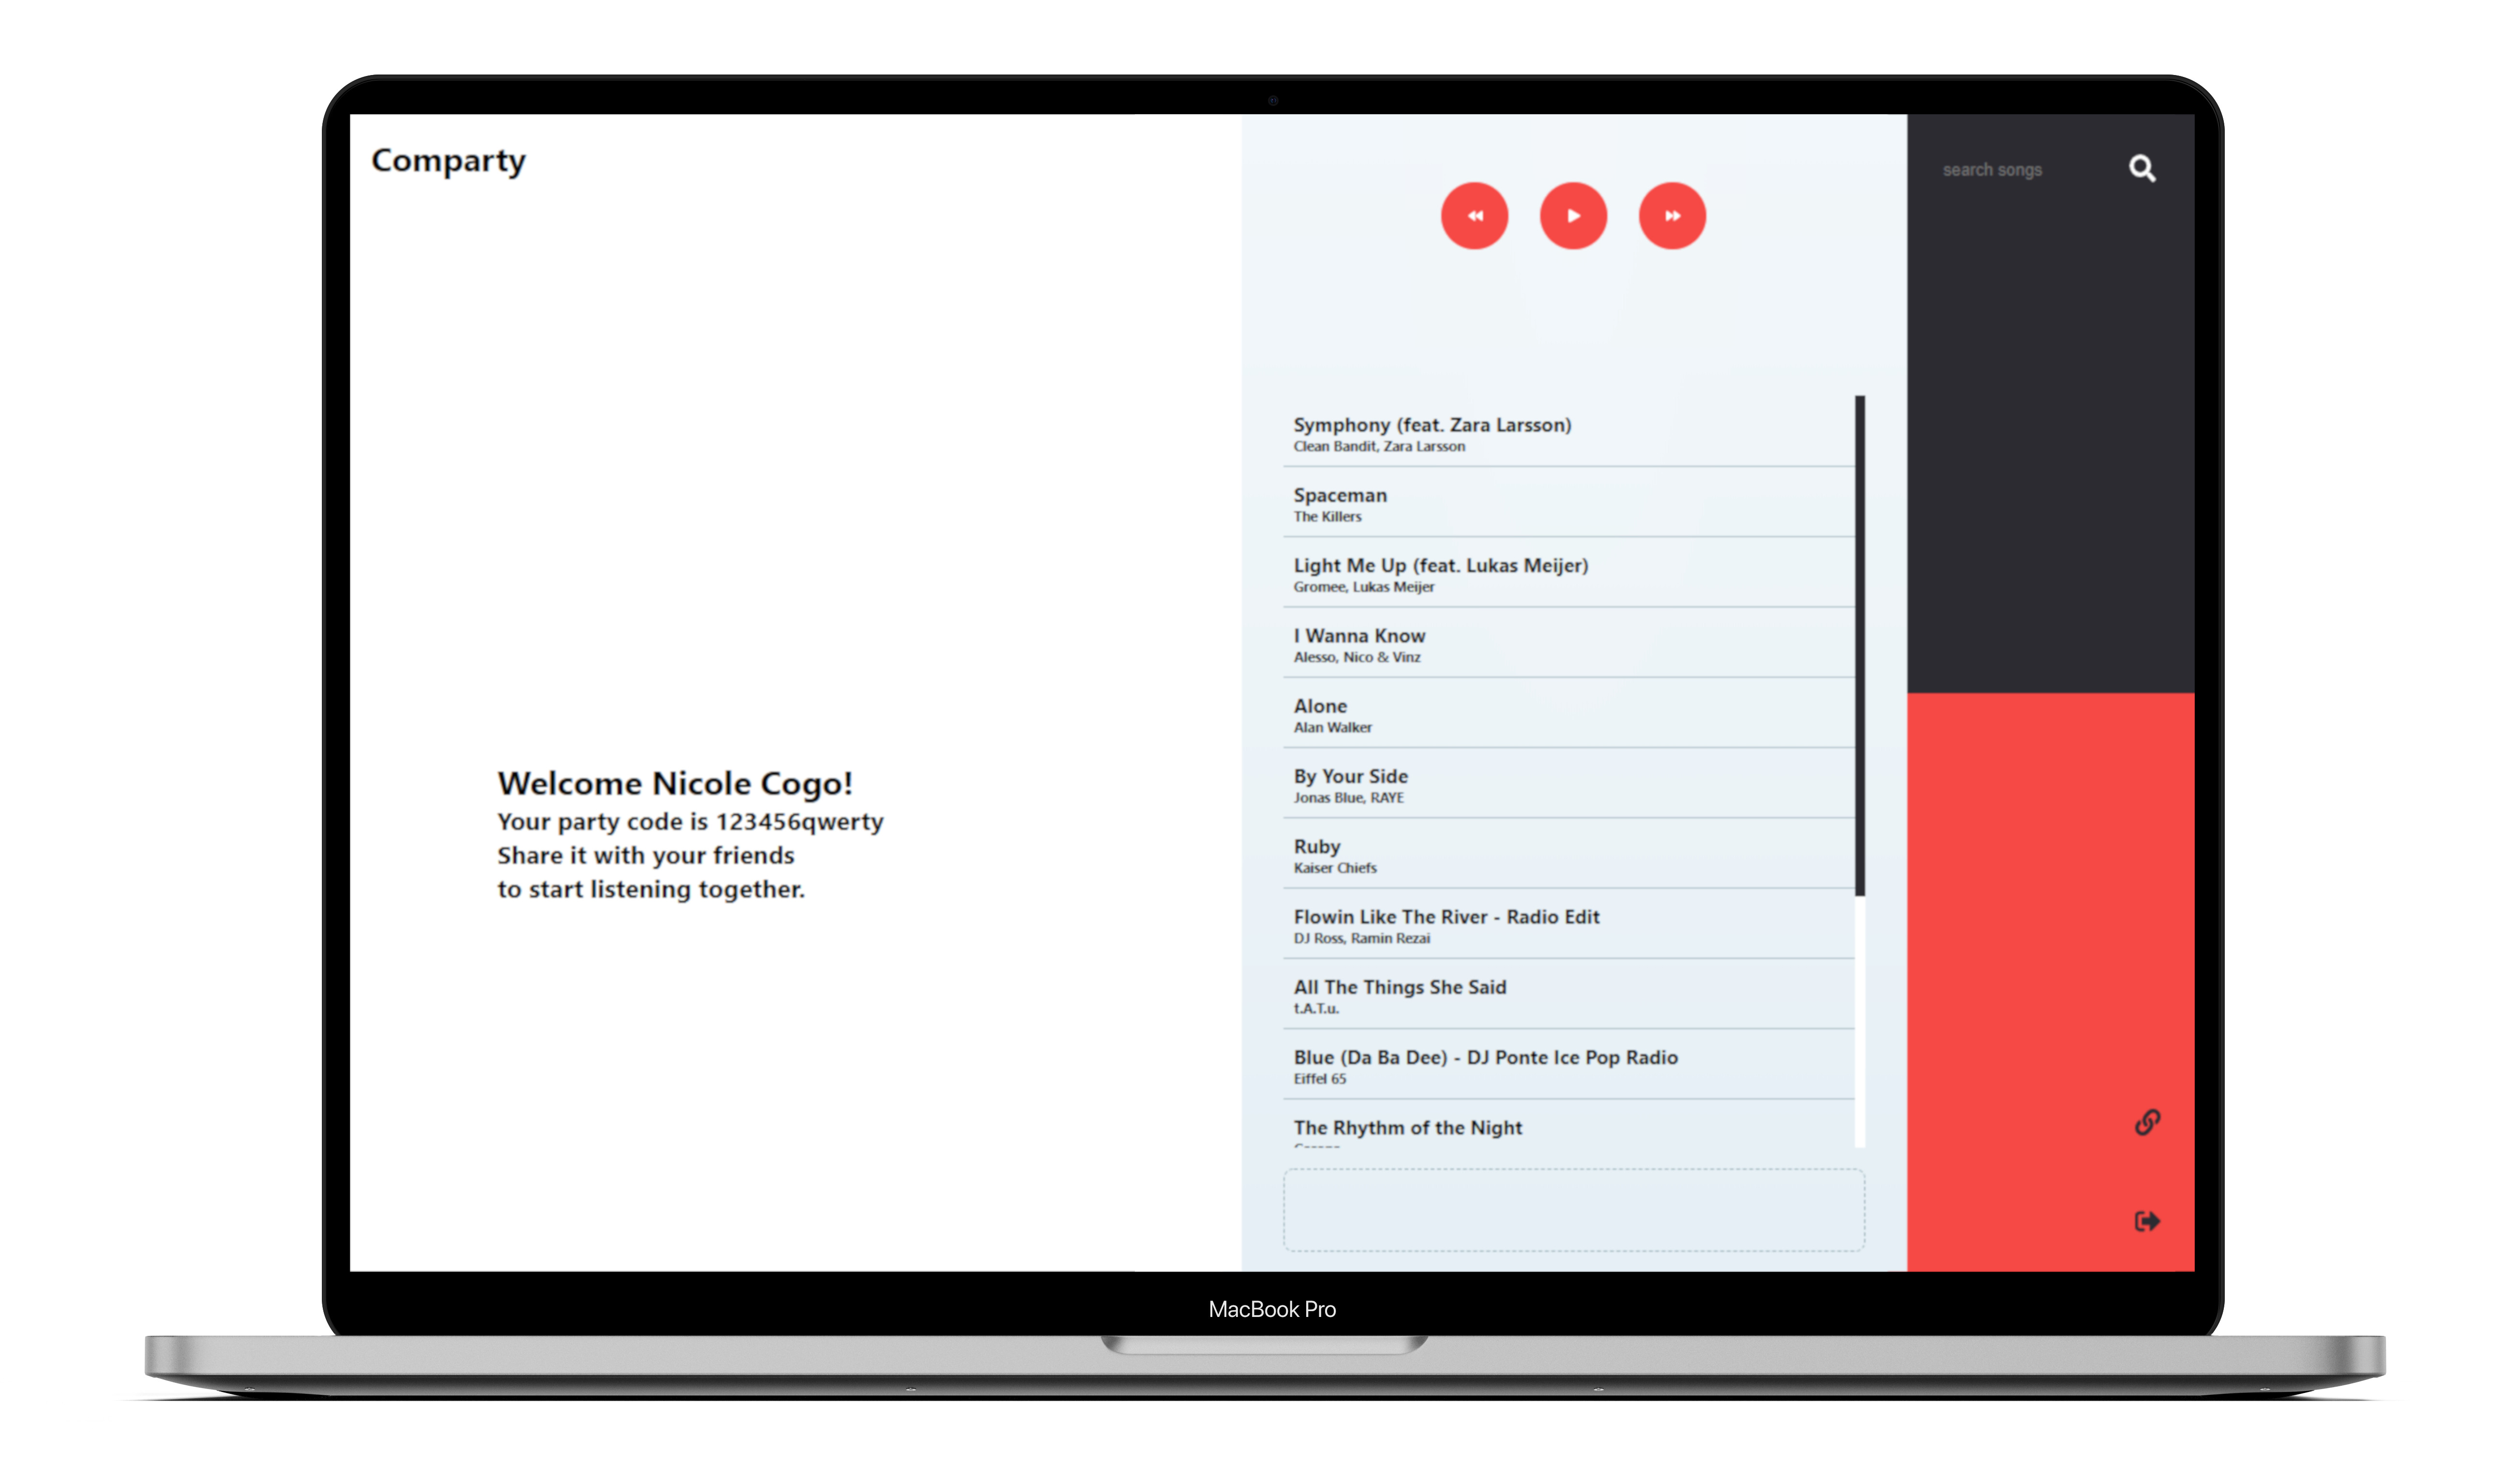 Comparty
Welcome Nicole Cogo!
Your party code is 123456qwerty
Share it with your friends
to start listening together.
Symphony (feat. Zara Larsson)
Clean Bandit, Zara Larsson
Spaceman
The Killers
Light Me Up (feat. Lukas Meijer)
Gromee, Lukas Meijer
I Wanna Know
Alesso, Nico & Vinz
Alone
Alan Walker
By Your Side
Jonas Blue, RAYE
Ruby
Kaiser Chiefs
Flowin Like The River - Radio Edit
DJ Ross, Ramin Rezai
All The Things She Said
t.A.T.u.
Blue (Da Ba Dee) - DJ Ponte Ice Pop Radio
Eiffel 65
The Rhythm of the Night
search songs
MacBook Pro